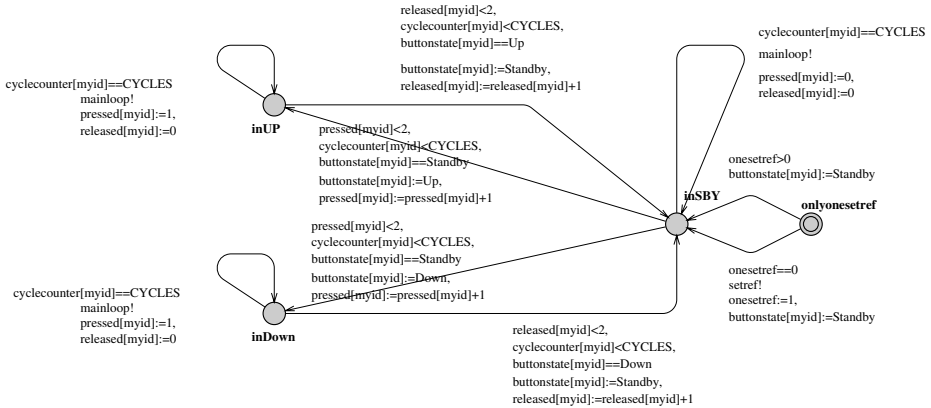 released[myid]<2,
cyclecounter[myid]<CYCLES,
buttonstate[myid]==Up
buttonstate[myid]:=Standby,
released[myid]:=released[myid]+1
cyclecounter[myid]==CYCLES
mainloop!
pressed[myid]:=0,
released[myid]:=0
cyclecounter[myid]==CYCLES
mainloop!
pressed[myid]:=1,
released[myid]:=0
inUP
pressed[myid]<2,
cyclecounter[myid]<CYCLES,
buttonstate[myid]==Standby
buttonstate[myid]:=Up,
pressed[myid]:=pressed[myid]+1
onesetref>0
buttonstate[myid]:=Standby
inSBY
onlyonesetref
pressed[myid]<2,
cyclecounter[myid]<CYCLES,
buttonstate[myid]==Standby
buttonstate[myid]:=Down,
pressed[myid]:=pressed[myid]+1
onesetref==0
setref!
onesetref:=1,
buttonstate[myid]:=Standby
cyclecounter[myid]==CYCLES
mainloop!
pressed[myid]:=1,
released[myid]:=0
inDown
released[myid]<2,
cyclecounter[myid]<CYCLES,
buttonstate[myid]==Down
buttonstate[myid]:=Standby,
released[myid]:=released[myid]+1